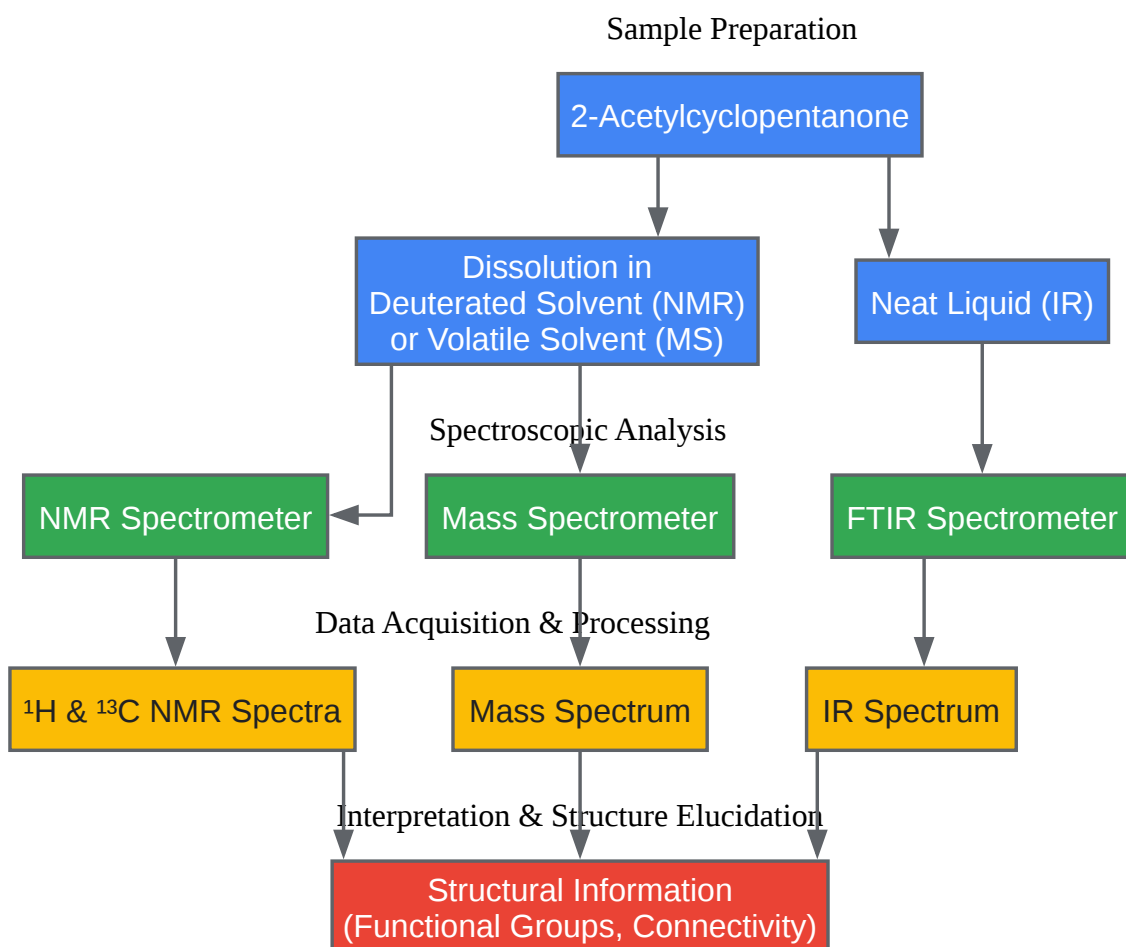 Sample Preparation
2-Acetylcyclopentanone
Dissolution in
Deuterated Solvent (NMR)
or Volatile Solvent (MS)
Neat Liquid (IR)
Spectroscopic Analysis
NMR Spectrometer
Mass Spectrometer
FTIR Spectrometer
Data Acquisition & Processing
¹H & ¹³C NMR Spectra
Mass Spectrum
IR Spectrum
Interpretation & Structure Elucidation
Structural Information
(Functional Groups, Connectivity)